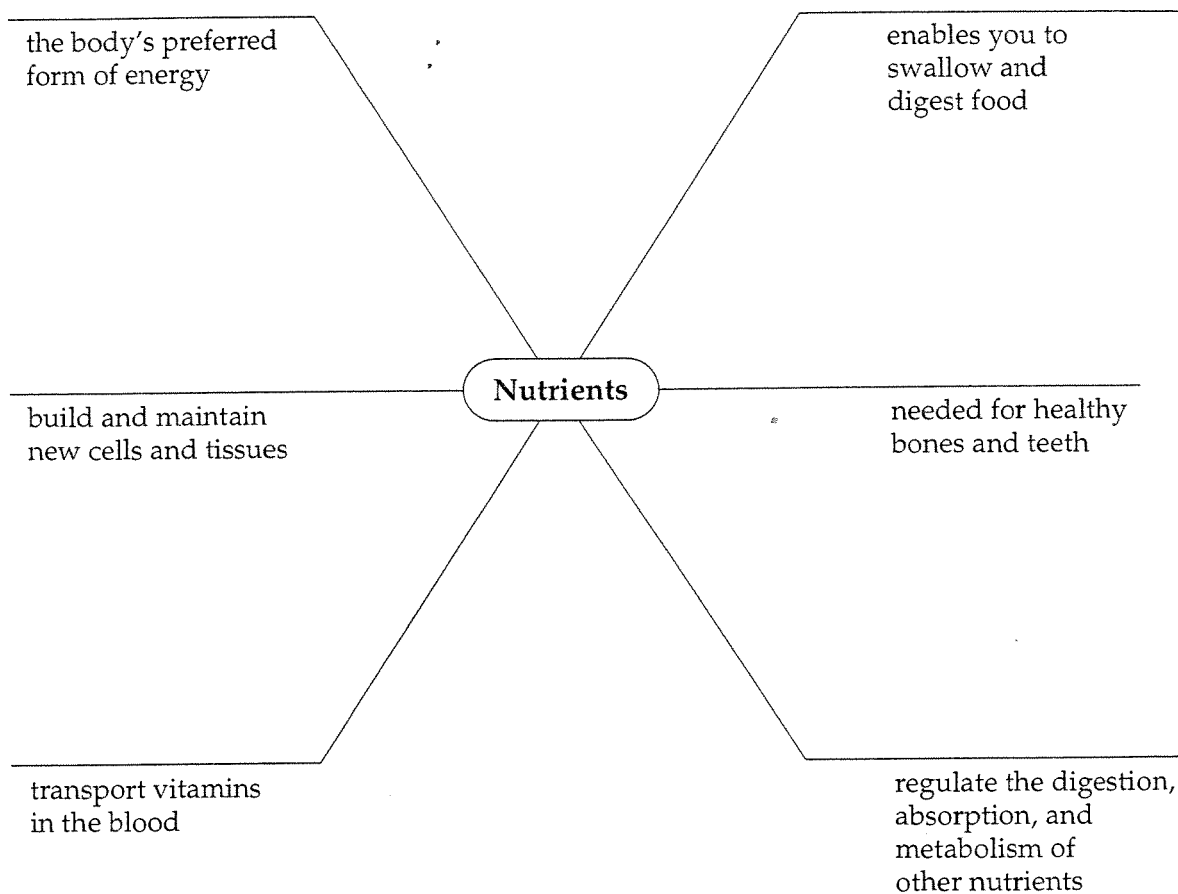 the body's preferred
form of energy
enables you to
swallow and
digest food
Nutrients
build and maintain
new cells and tissues
needed for healthy
bones and teeth
transport vitamins
in the blood
regulate the digestion,
absorption, and
metabolism of
other nutrients